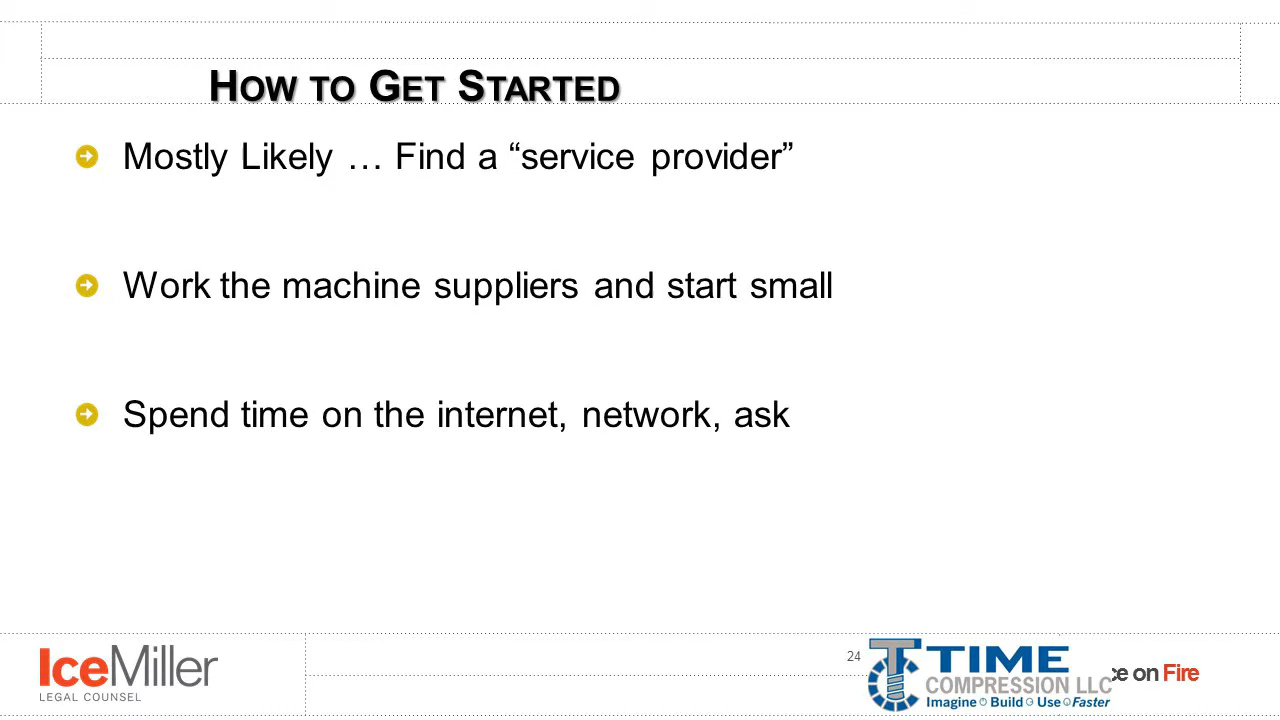 HOW TO GET STARTED
Mostly Likely … Find a “service provider”
Work the machine suppliers and start small
Spend time on the internet, network, ask
IceMiller
LEGAL COUNSEL
24
TIME
COMPRESSION LLC
Imagine Build Use Faster
on Fire